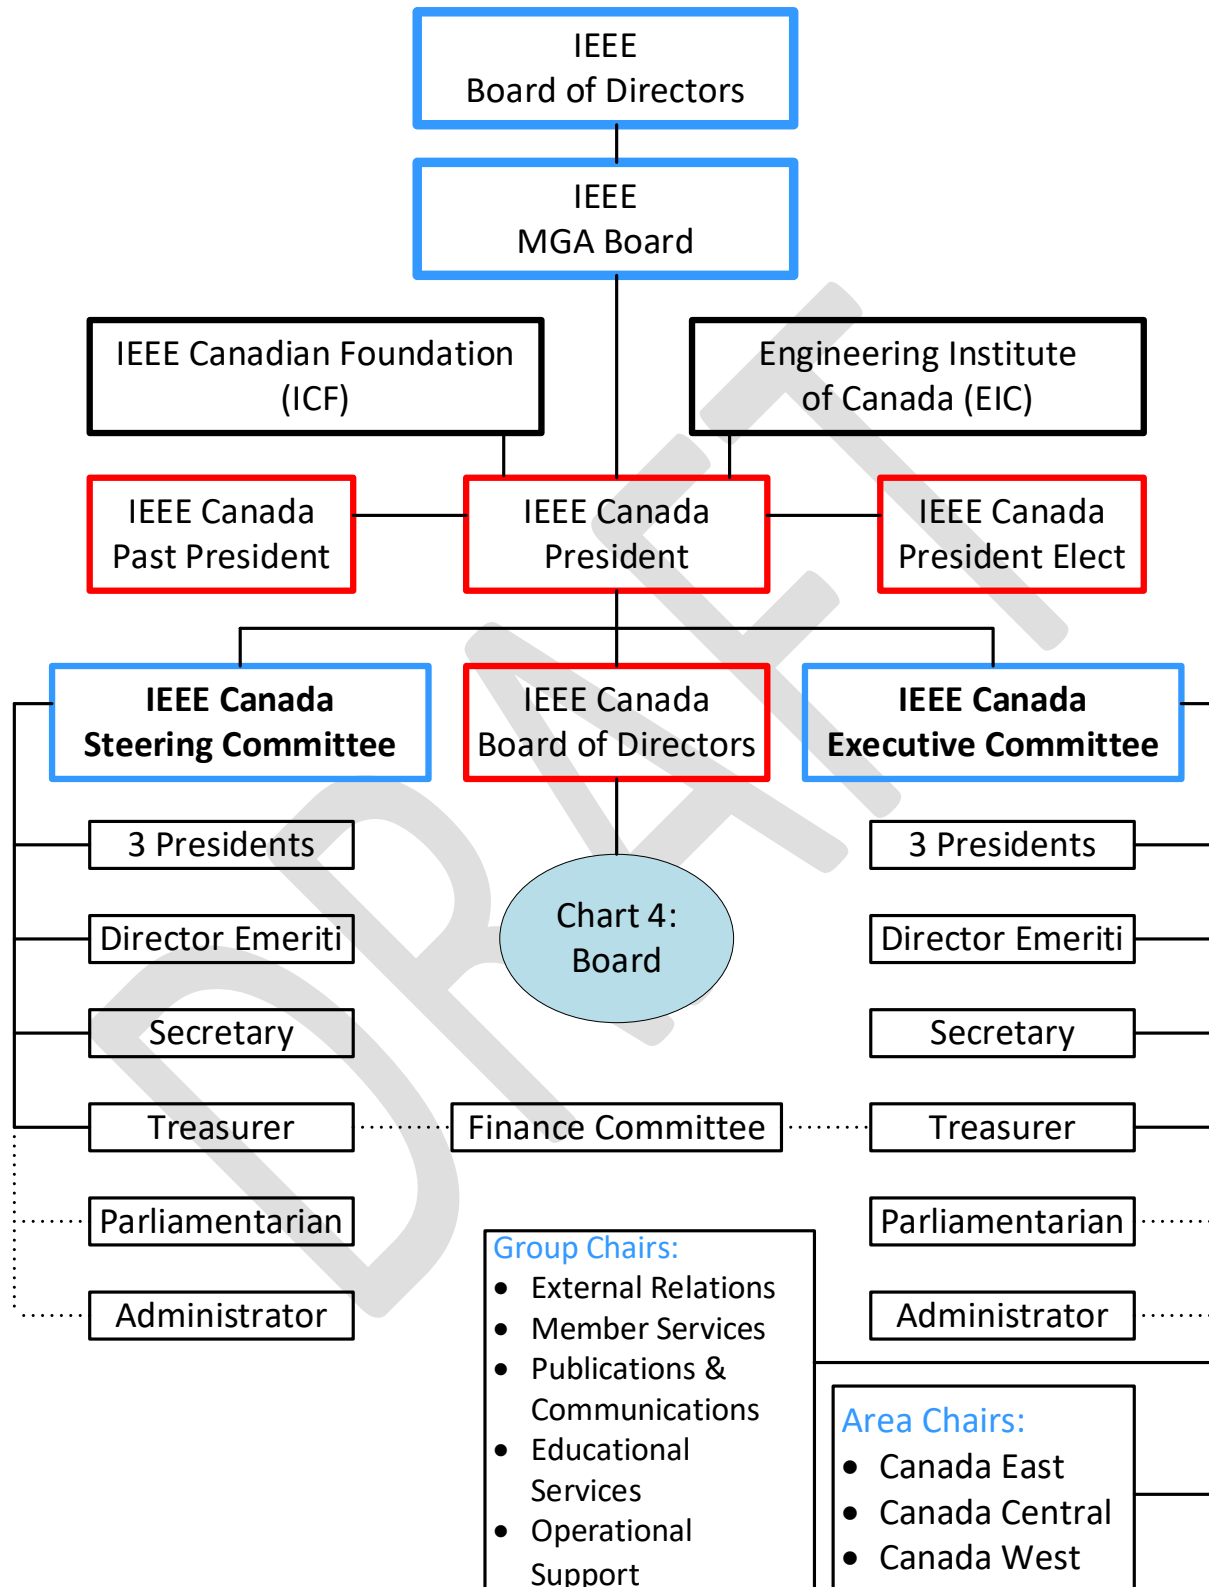 IEEE
Board of Directors
IEEE
MGA Board
IEEE Canadian Foundation
(ICF)
Engineering Institute
of Canada (EIC)
IEEE Canada
Past President
IEEE Canada
President
IEEE Canada
President Elect
IEEE Canada
Steering Committee
IEEE Canada
Board of Directors
IEEE Canada
Executive Committee
3 Presidents
Director Emeriti
Secretary
Treasurer
Parliamentarian
Administrator
Chart 4:
Board
Finance Committee
3 Presidents
Director Emeriti
Secretary
Treasurer
Parliamentarian
Administrator
Group Chairs:
• External Relations
• Member Services
• Publications &
Communications
• Educational
Services
• Operational
Support
Area Chairs:
• Canada East
• Canada Central
• Canada West
DRAFT